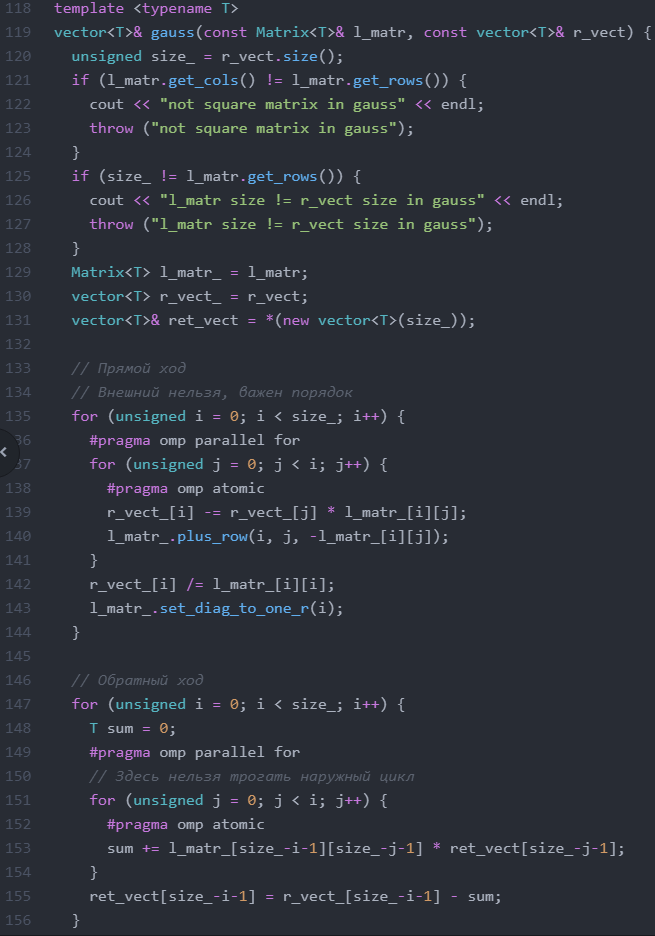 118 template <typename T>
119 vector<T>& gauss(const Matrix<T>& l_matr, const vector<T>& r_vect) {
120 unsigned size_ = r_vect.size();
121 if (l_matr.get_cols() != l_matr.get_rows()) {
122 cout << "not square matrix in gauss" << endl;
123 throw ("not square matrix in gauss");
124 }
125 if (size_ != l_matr.get_rows()) {
126 cout << "l_matr size != r_vect size in gauss" << endl;
127 throw ("l_matr size != r_vect size in gauss");
128 }
129 Matrix<T> l_matr_ = l_matr;
130 vector<T> r_vect_ = r_vect;
131 vector<T>& ret_vect = *(new vector<T>(size_));
132
133 // Прямой ход
134 // Внешний нельзя, важен порядок
135 for (unsigned i = 0; i < size_; i++) {
36 #pragma omp parallel for
37 for (unsigned j = 0; j < i; j++) {
138 #pragma omp atomic
139 r_vect_[i] -= r_vect_[j] * l_matr_[i][j];
140 l_matr_.plus_row(i, j, -l_matr_[i][j]);
141 }
142 r_vect_[i] /= l_matr_[i][i];
143 l_matr_.set_diag_to_one_r(i);
144 }
145
146 // Обратный ход
147 for (unsigned i = 0; i < size_; i++) {
148 T sum = 0;
149 #pragma omp parallel for
150 // Здесь нельзя трогать наружный цикл
151 for (unsigned j = 0; j < i; j++) {
152 #pragma omp atomic
153 sum += l_matr_[size_-i-1][size_-j-1] * ret_vect[size_-j-1];
154 }
155 ret_vect[size_-i-1] = r_vect_[size_-i-1] - sum;
156 }